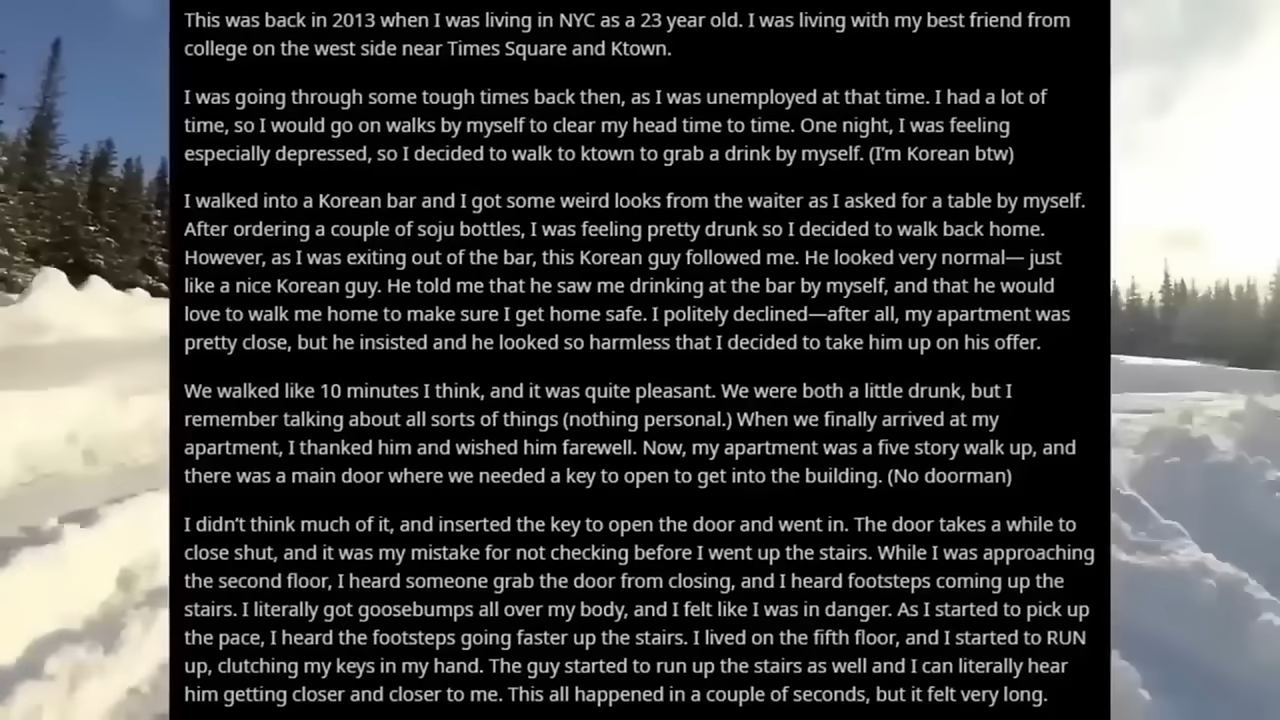 This was back in 2013 when I was living in NYC as a 23 year old. I was living with my best friend from
college on the west side near Times Square and Ktown.
I was going through some tough times back then, as I was unemployed at that time. I had a lot of
time, so I would go on walks by myself to clear my head time to time. One night, I was feeling
especially depressed, so I decided to walk to ktown to grab a drink by myself. (I'm Korean btw)
I walked into a Korean bar and I got some weird looks from the waiter as I asked for a table by myself.
After ordering a couple of soju bottles, I was feeling pretty drunk so I decided to walk back home.
However, as I was exiting out of the bar, this Korean guy followed me. He looked very normal— just
like a nice Korean guy. He told me that he saw me drinking at the bar by myself, and that he would
love to walk me home to make sure I get home safe. I politely declined—after all, my apartment was
pretty close, but he insisted and he looked so harmless that I decided to take him up on his offer.
We walked like 10 minutes I think, and it was quite pleasant. We were both a little drunk, but I
remember talking about all sorts of things (nothing personal.) When we finally arrived at my
apartment, I thanked him and wished him farewell. Now, my apartment was a five story walk up, and
there was a main door where we needed a key to open to get into the building. (No doorman)
I didn't think much of it, and inserted the key to open the door and went in. The door takes a while to
close shut, and it was my mistake for not checking before I went up the stairs. While I was approaching
the second floor, I heard someone grab the door from closing, and I heard footsteps coming up the
stairs. I literally got goosebumps all over my body, and I felt like I was in danger. As I started to pick up
the pace, I heard the footsteps going faster up the stairs. I lived on the fifth floor, and I started to RUN
up, clutching my keys in my hand. The guy started to run up the stairs as well and I can literally hear
him getting closer and closer to me. This all happened in a couple of seconds, but it felt very long.